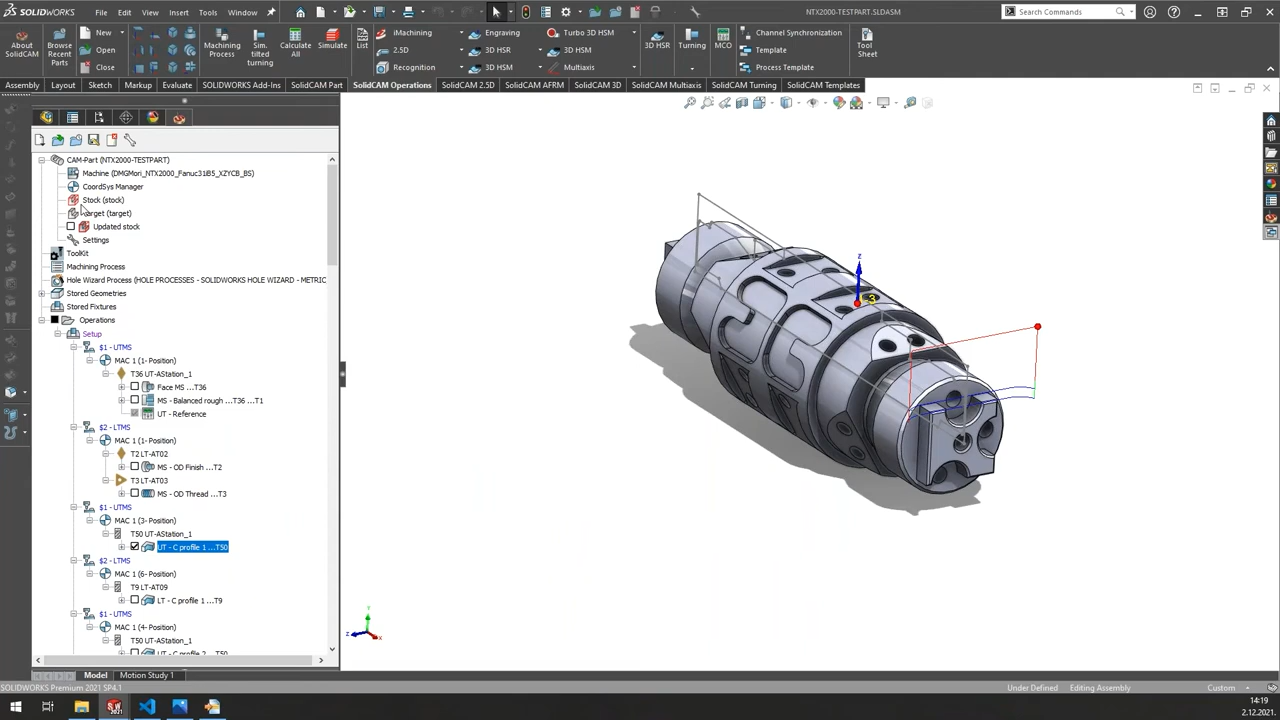 SOLIDWORKS File Edit View Insert Tools Window NTX2000-TESTPART.SLDASM Search Commands
About SolidCAM
Browse Recent Parts
New
Open
Close
Machining Process
Sim. tilted turning
Calculate All
Simulate
List
iMachining
2.5D
Recognition
Engraving
3D HSR
3D HSM
Turbo 3D HSM
3D HSM
Multiaxis
3D HSR
Turning
MCO
Channel Synchronization
Template
Process Template
Tool Sheet
Assembly Layout Sketch Markup Evaluate SOLIDWORKS Add-Ins SolidCAM Part SolidCAM Operations SolidCAM 2.5D SolidCAM AFRM SolidCAM 3D SolidCAM Multiaxis SolidCAM Turning SolidCAM Templates
CAM-Part (NTX2000-TESTPART)
Machine (DMGMori_NTX2000_Fanuc31iB5_XZYCB_BS)
CoordSys Manager
Stock (stock)
Target (target)
Updated stock
Settings
ToolKit
Machining Process
Hole Wizard Process (HOLE PROCESSES - SOLIDWORKS HOLE WIZARD - METRIC
Stored Geometries
Stored Fixtures
Operations
Setup
$1 - UTMS
MAC 1 (1- Position)
T36 UT-AStation_1
Face MS ...T36
MS - Balanced rough ...T36 ...T1
UT - Reference
$2 - LTMS
MAC 1 (1- Position)
T2 LT-AT02
MS - OD Finish ...T2
T3 LT-AT03
MS - OD Thread ...T3
$1 - UTMS
MAC 1 (3- Position)
T50 UT-AStation_1
UT - C profile 1 ...T50
$2 - LTMS
MAC 1 (6- Position)
T9 LT-AT09
LT - C profile 1 ...T9
$1 - UTMS
MAC 1 (4- Position)
T50 UT-AStation_1
UT - C profile 2 ...T50
z
3
y
z x
Model Motion Study 1
SOLIDWORKS Premium 2021 SP4.1 Under Defined Editing Assembly Custom
2021
14:19
2.12.2021.